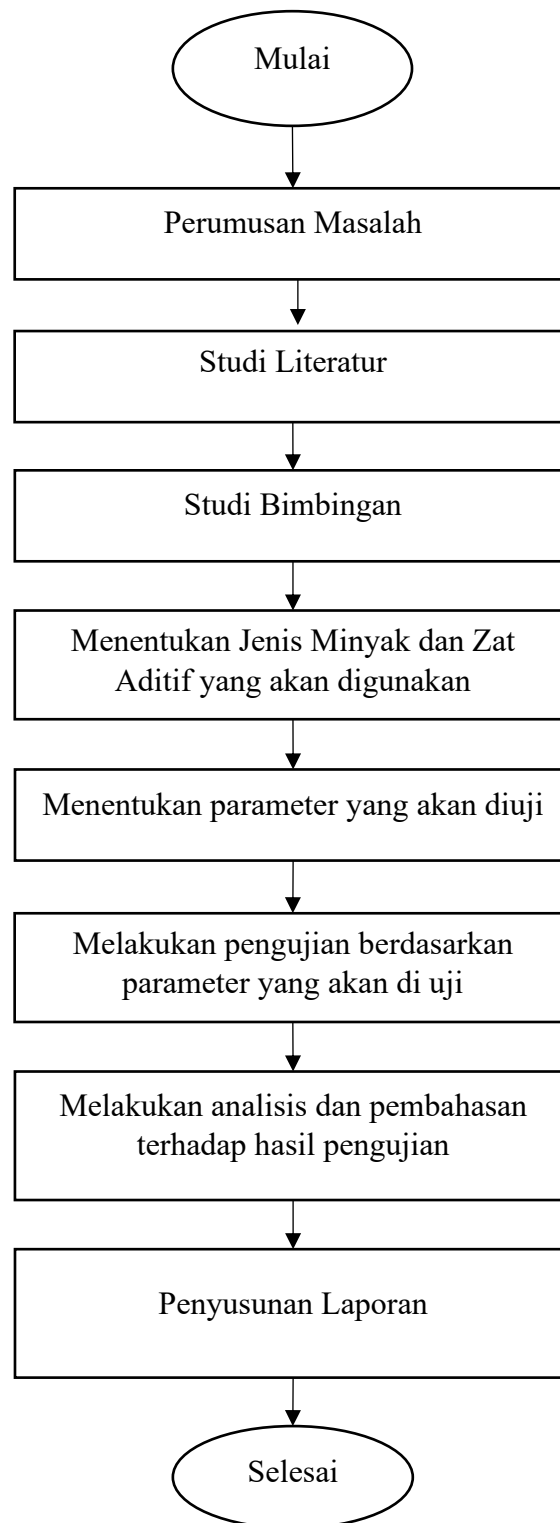 Mulai
Perumusan Masalah
Studi Literatur
Studi Bimbingan
Menentukan Jenis Minyak dan Zat
Aditif yang akan digunakan
Menentukan parameter yang akan diuji
Melakukan pengujian berdasarkan
parameter yang akan di uji
Melakukan analisis dan pembahasan
terhadap hasil pengujian
Penyusunan Laporan
Selesai